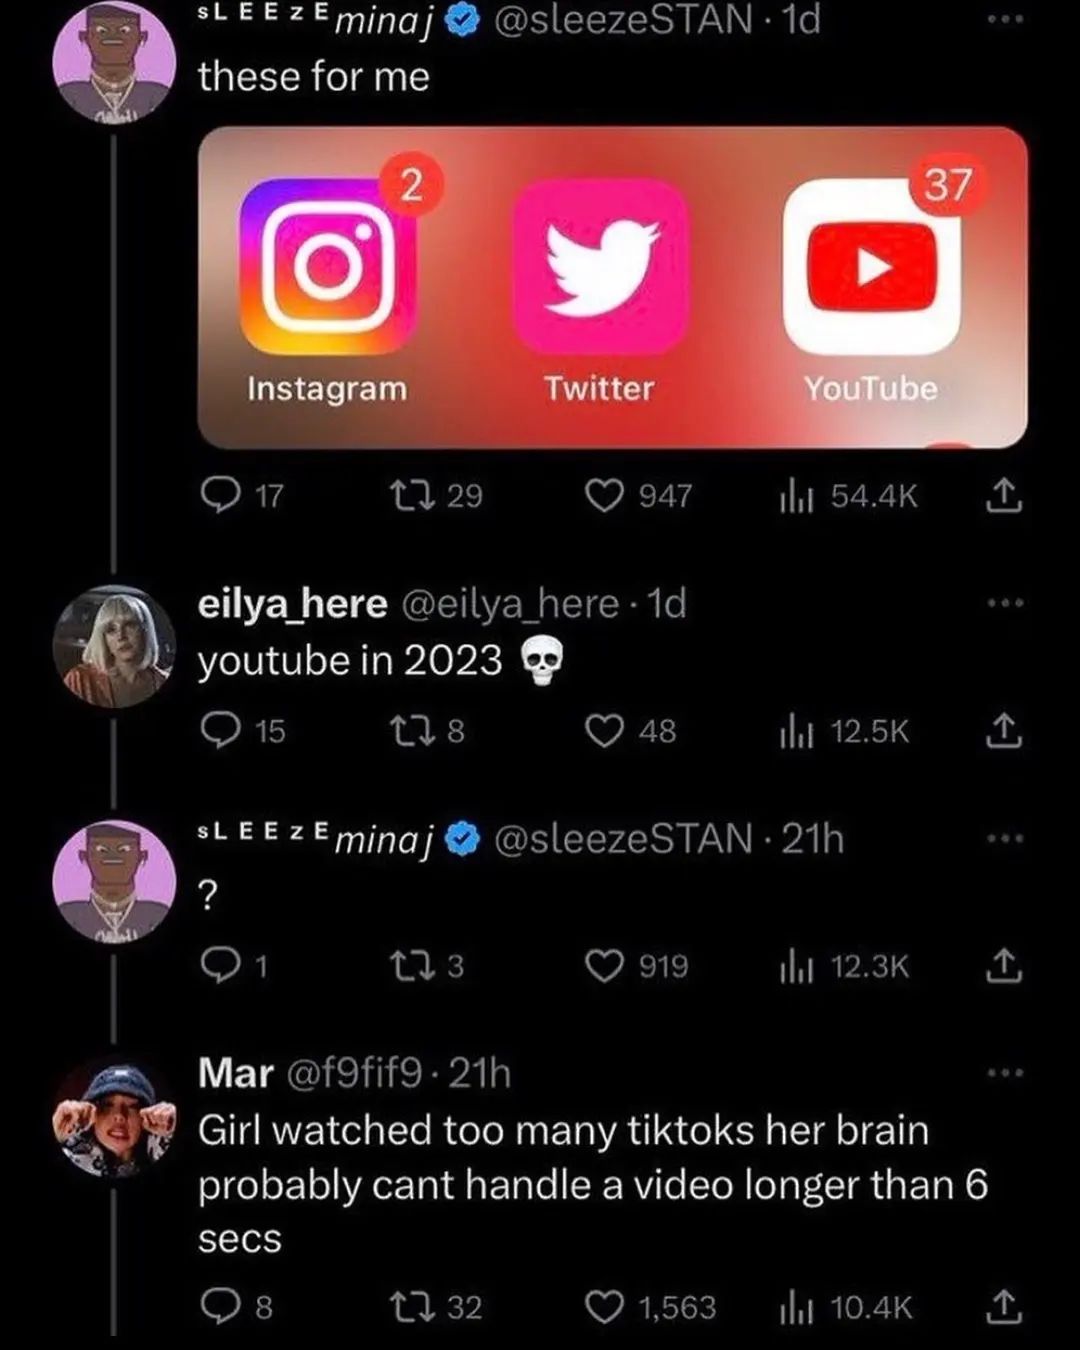 sLEEzEminaj @sleezeSTAN · 1d
these for me
2
37
Instagram Twitter YouTube
17 29 947 54.4K
eilya_here @eilya_here · 1d
youtube in 2023 💀
15 8 48 12.5K
sLEEzEminaj @sleezeSTAN · 21h
?
1 3 919 12.3K
Mar @f9fif9 · 21h
Girl watched too many tiktoks her brain
probably cant handle a video longer than 6
secs
8 32 1,563 10.4K